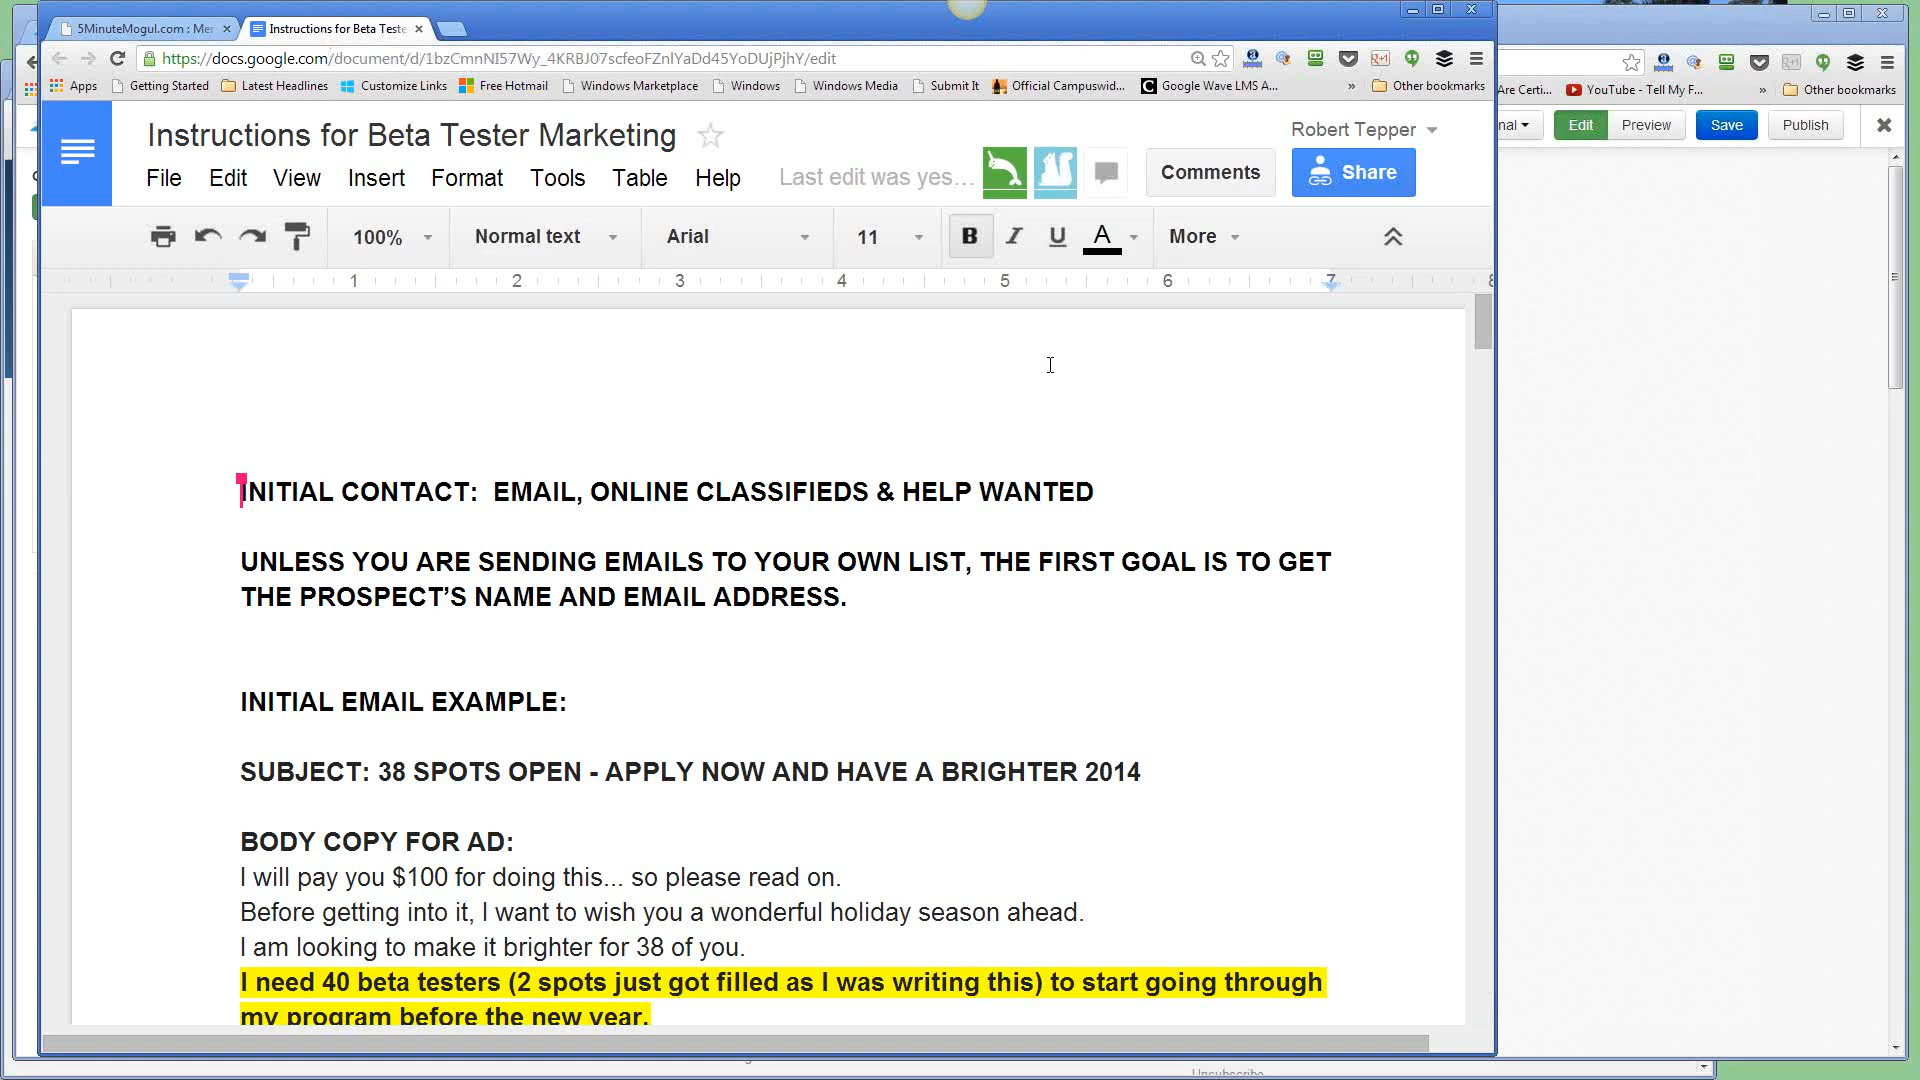 5MinuteMogul.com : Mer
Instructions for Beta Teste
https://docs.google.com/document/d/1bzCmnNI57Wy_4KRBJ07scfeoFZnlYaDd45YoDUjPjhY/edit
Apps Getting Started Latest Headlines Customize Links Free Hotmail Windows Marketplace Windows Windows Media Submit It Official Campuswid... Google Wave LMS A... » Other bookmarks
Are Certi... YouTube - Tell My F... » Other bookmarks
Instructions for Beta Tester Marketing
Robert Tepper
nal Edit Preview Save Publish
File Edit View Insert Format Tools Table Help Last edit was yes... Comments Share
100% Normal text Arial 11 B I U A More
1 2 3 4 5 6 7 8
INITIAL CONTACT: EMAIL, ONLINE CLASSIFIEDS & HELP WANTED
UNLESS YOU ARE SENDING EMAILS TO YOUR OWN LIST, THE FIRST GOAL IS TO GET
THE PROSPECT’S NAME AND EMAIL ADDRESS.
INITIAL EMAIL EXAMPLE:
SUBJECT: 38 SPOTS OPEN - APPLY NOW AND HAVE A BRIGHTER 2014
BODY COPY FOR AD:
I will pay you $100 for doing this... so please read on.
Before getting into it, I want to wish you a wonderful holiday season ahead.
I am looking to make it brighter for 38 of you.
I need 40 beta testers (2 spots just got filled as I was writing this) to start going through
my program before the new year.
Unsubscribe